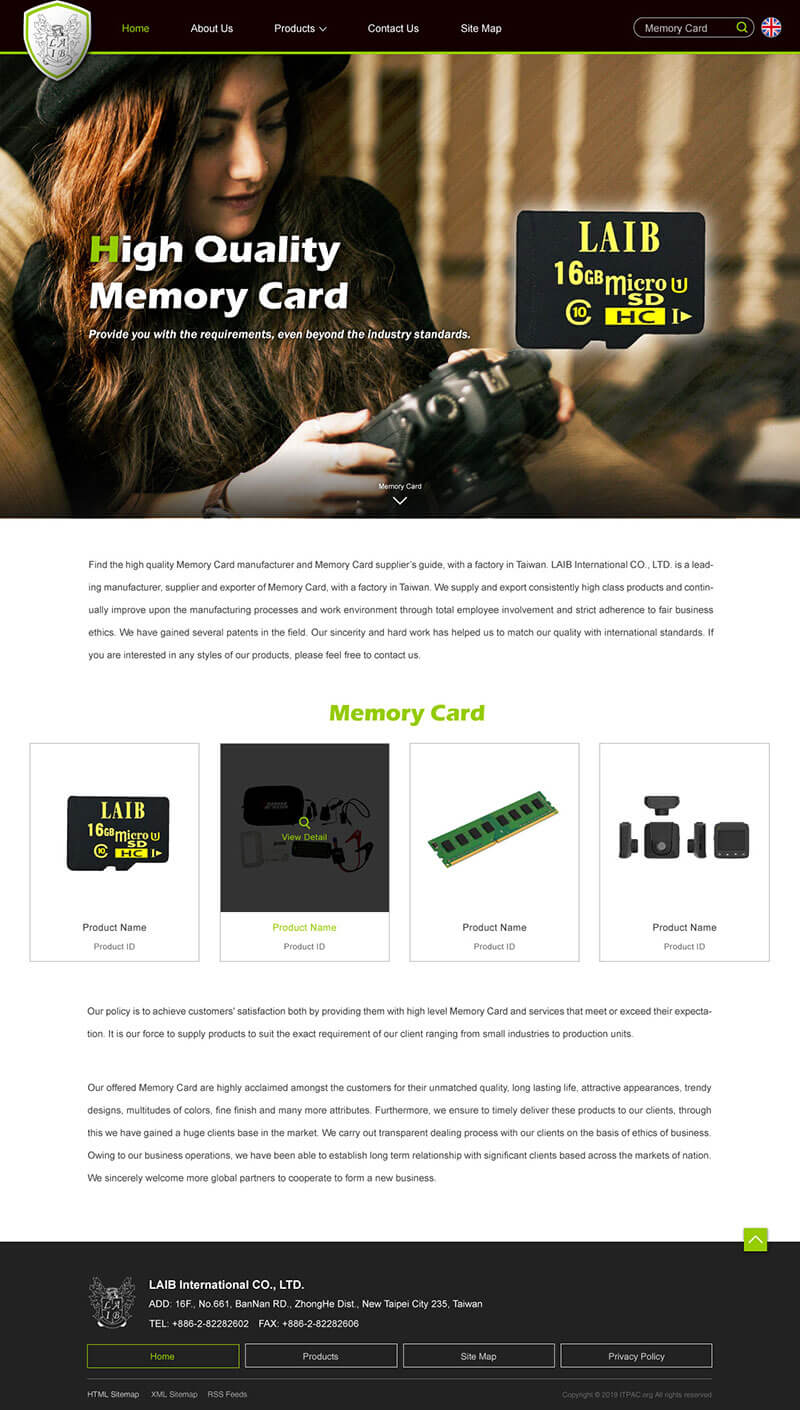 L A
I B
Home
About Us
Products
Contact Us
Site Map
Memory Card
High Quality
Memory Card
Provide you with the requirements, even beyond the industry standards.
LAIB
16GB micro U1
SD
10 HC I
Memory Card
Find the high quality Memory Card manufacturer and Memory Card supplier's guide, with a factory in Taiwan. LAIB International CO., LTD. is a lead-
ing manufacturer, supplier and exporter of Memory Card, with a factory in Taiwan. We supply and export consistently high class products and contin-
ually improve upon the manufacturing processes and work environment through total employee involvement and strict adherence to fair business
ethics. We have gained several patents in the field. Our sincerity and hard work has helped us to match our quality with international standards. If
you are interested in any styles of our products, please feel free to contact us.
Memory Card
LAIB
16GB micro U1
SD
10 HC I
Product Name
Product ID
View Detail
Product Name
Product ID
Product Name
Product ID
Product Name
Product ID
Our policy is to achieve customers' satisfaction both by providing them with high level Memory Card and services that meet or exceed their expecta-
tion. It is our force to supply products to suit the exact requirement of our client ranging from small industries to production units.
Our offered Memory Card are highly acclaimed amongst the customers for their unmatched quality, long lasting life, attractive appearances, trendy
designs, multitudes of colors, fine finish and many more attributes. Furthermore, we ensure to timely deliver these products to our clients, through
this we have gained a huge clients base in the market. We carry out transparent dealing process with our clients on the basis of ethics of business.
Owing to our business operations, we have been able to establish long term relationship with significant clients based across the markets of nation.
We sincerely welcome more global partners to cooperate to form a new business.
L A
I B
LAIB International CO., LTD.
ADD: 16F., No.661, BanNan RD., ZhongHe Dist., New Taipei City 235, Taiwan
TEL: +886-2-82282602 FAX: +886-2-82282606
Home
Products
Site Map
Privacy Policy
HTML Sitemap
XML Sitemap
RSS Feeds
Copyright © 2019 ITPAC.org All rights reserved